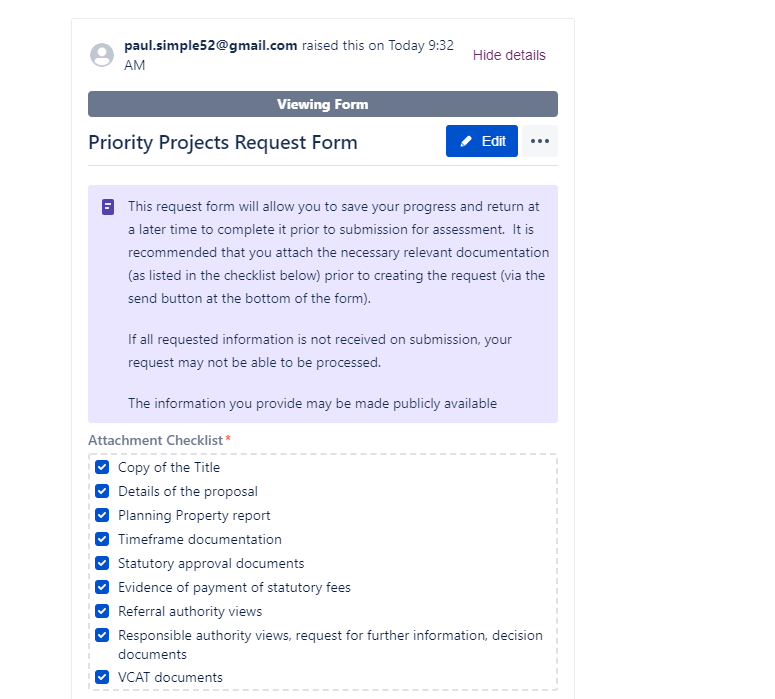 paul.simple52@gmail.com raised this on Today 9:32
AM
Hide details
Viewing Form
Priority Projects Request Form
Edit
This request form will allow you to save your progress and return at
a later time to complete it prior to submission for assessment. It is
recommended that you attach the necessary relevant documentation
(as listed in the checklist below) prior to creating the request (via the
send button at the bottom of the form).
If all requested information is not received on submission, your
request may not be able to be processed.
The information you provide may be made publicly available
Attachment Checklist*
Copy of the Title
Details of the proposal
Planning Property report
Timeframe documentation
Statutory approval documents
Evidence of payment of statutory fees
Referral authority views
Responsible authority views, request for further information, decision
documents
VCAT documents